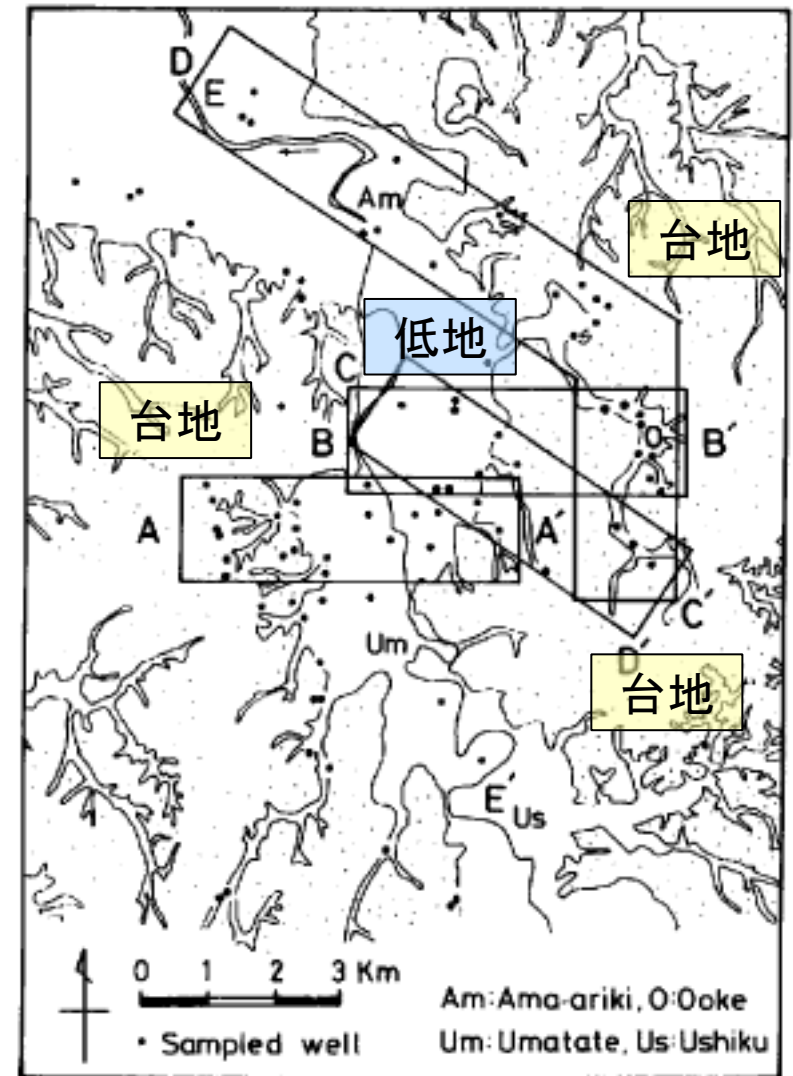 D
E
Am
台地
低地
C
台地
B
O
B′
A
A′
C′
Um
D′
台地
E′
Us
0 1 2 3 Km
• Sampled well
Am:Ama-ariki, O:Ooke
Um:Umatate, Us:Ushiku